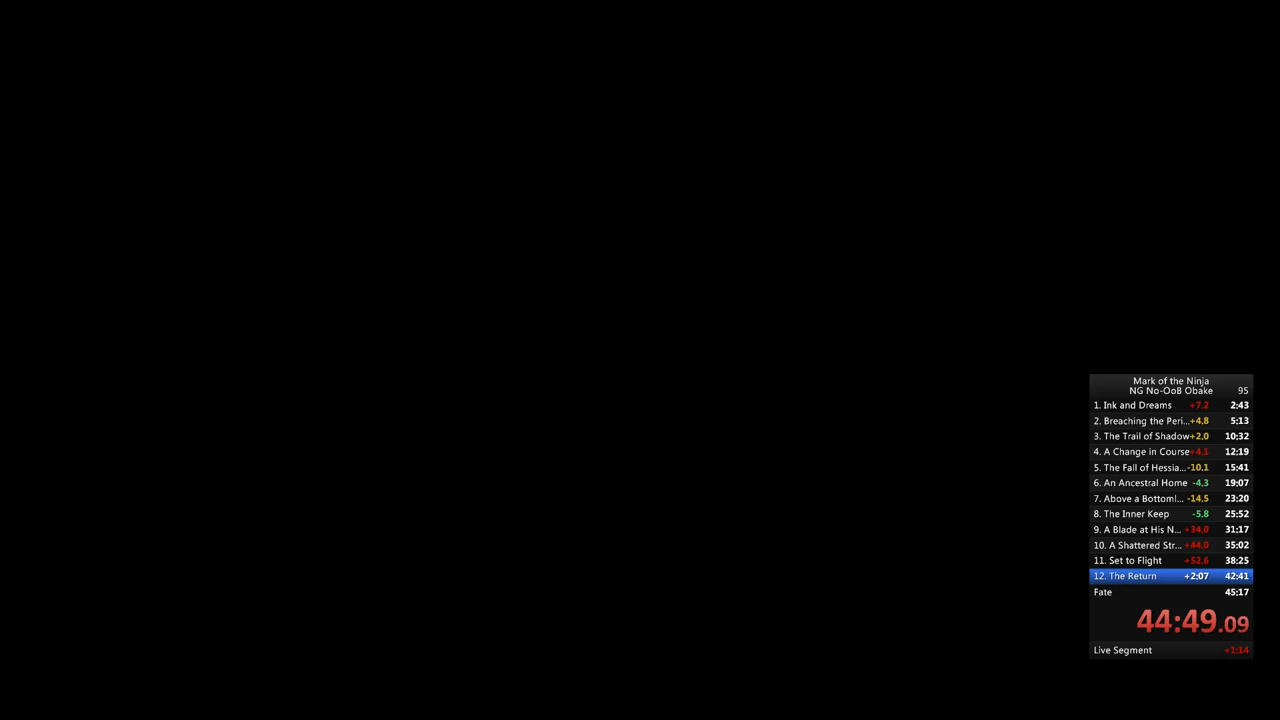 Mark of the Ninja
NG No-OoB Obake 95
1. Ink and Dreams +7.2 2:43
2. Breaching the Peri... +4.8 5:13
3. The Trail of Shadow +2.0 10:32
4. A Change in Course +4.1 12:19
5. The Fall of Hessia... -10.1 15:41
6. An Ancestral Home -4.3 19:07
7. Above a Bottoml... -14.5 23:20
8. The Inner Keep -5.8 25:52
9. A Blade at His N... +34.0 31:17
10. A Shattered Str... +44.0 35:02
11. Set to Flight +52.6 38:25
12. The Return +2:07 42:41
Fate 45:17
44:49.09
Live Segment +1:14